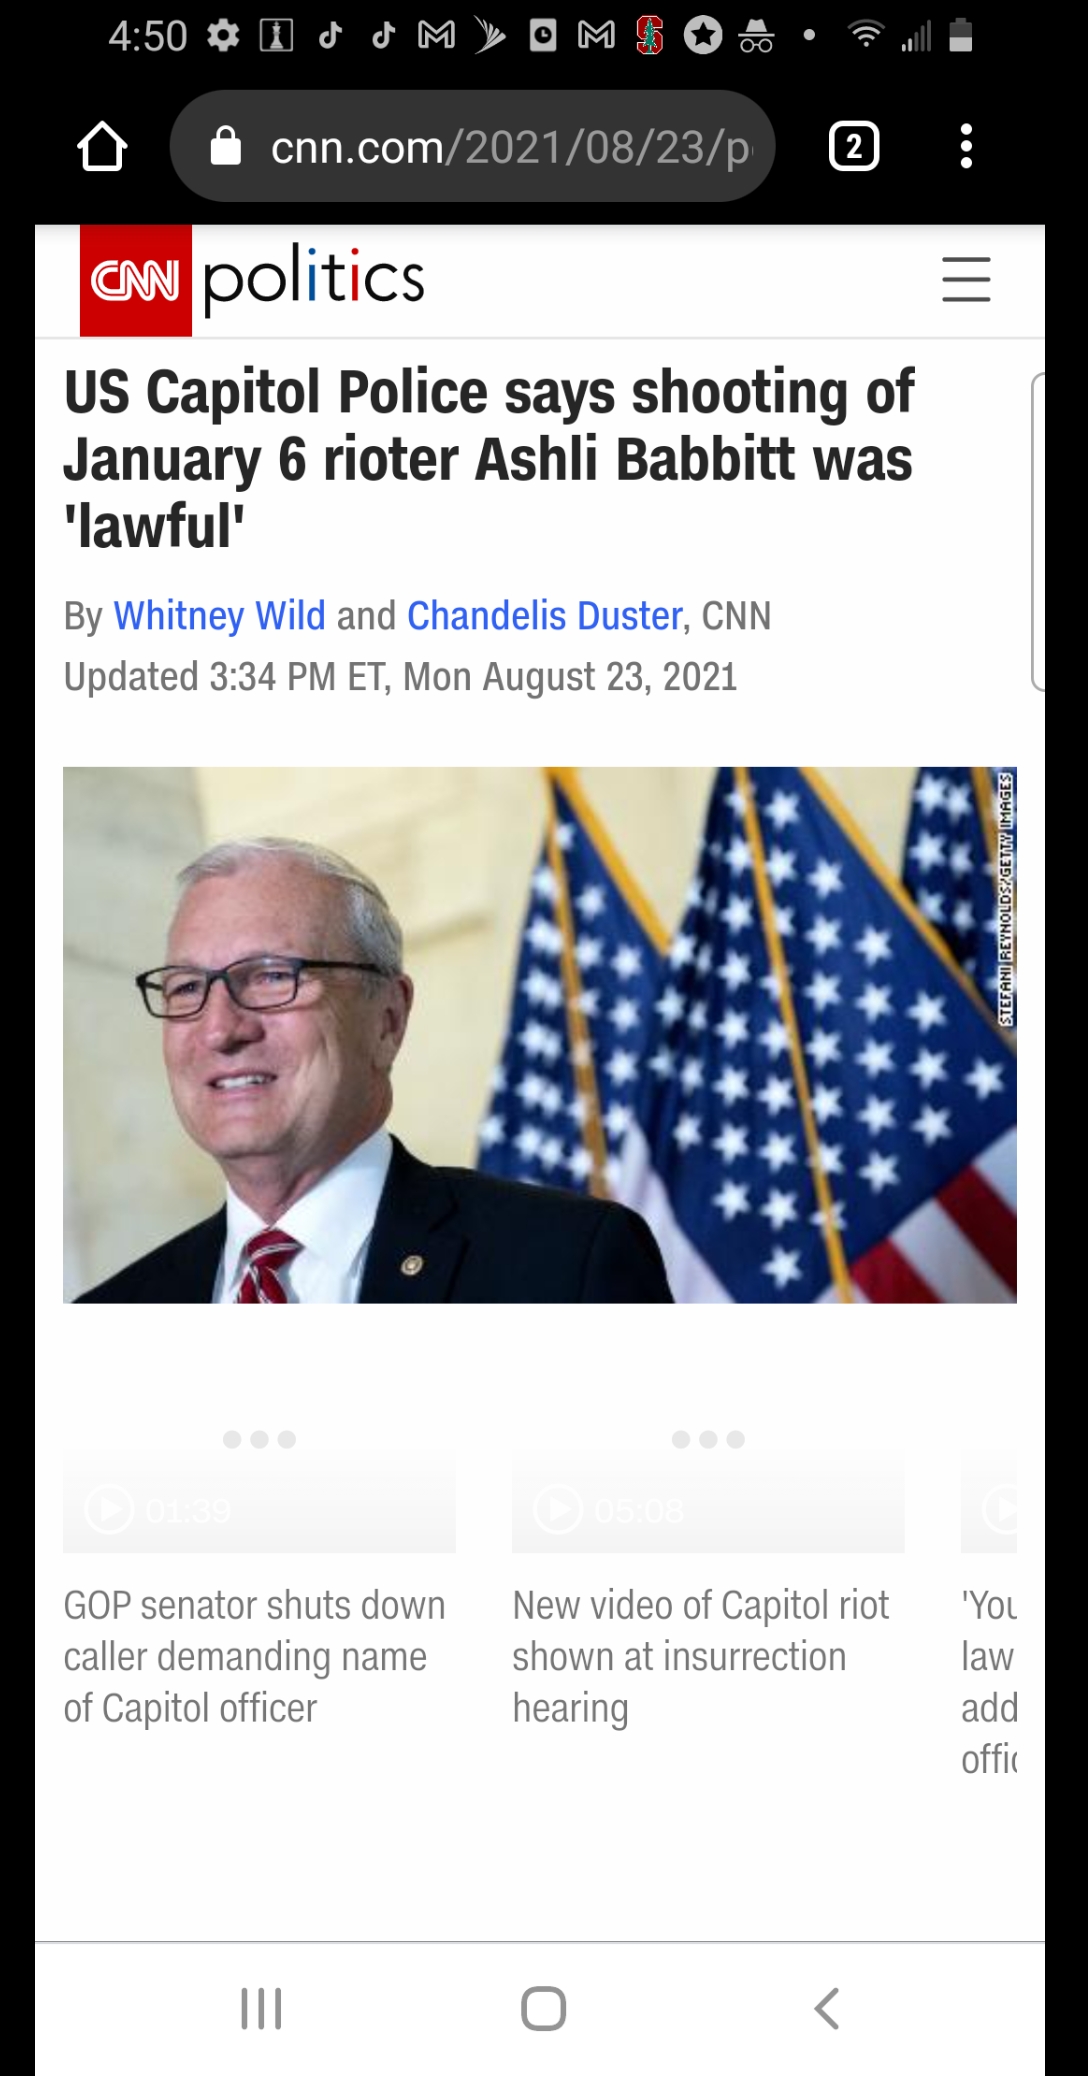 4:50
cnn.com/2021/08/23/p
2
CNN politics
US Capitol Police says shooting of
January 6 rioter Ashli Babbitt was
'lawful'
By Whitney Wild and Chandelis Duster, CNN
Updated 3:34 PM ET, Mon August 23, 2021
STEFANI REYNOLDS/GETTY IMAGES
01:39
05:08
GOP senator shuts down
caller demanding name
of Capitol officer
New video of Capitol riot
shown at insurrection
hearing
'You
law
add
offic